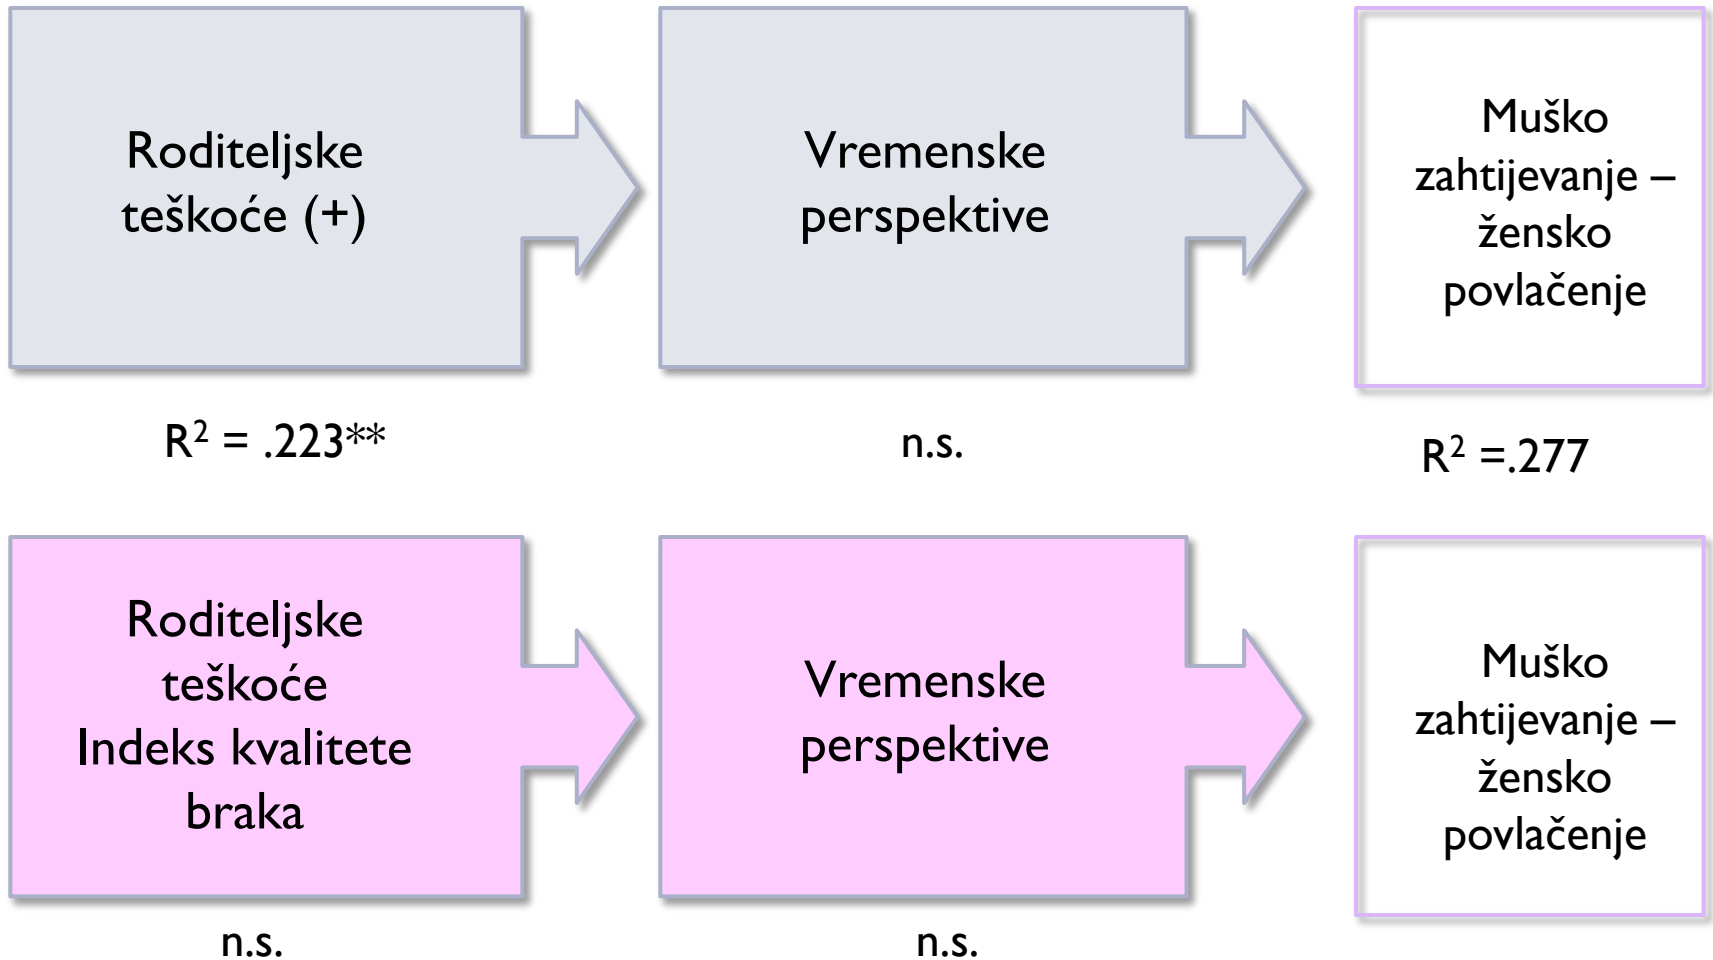 Roditeljske
teškoće (+)
Vremenske
perspektive
Muško
zahtijevanje –
žensko
povlačenje
R² = .223**
n.s.
R² =.277
Roditeljske
teškoće
Indeks kvalitete
braka
Vremenske
perspektive
Muško
zahtijevanje –
žensko
povlačenje
n.s.
n.s.